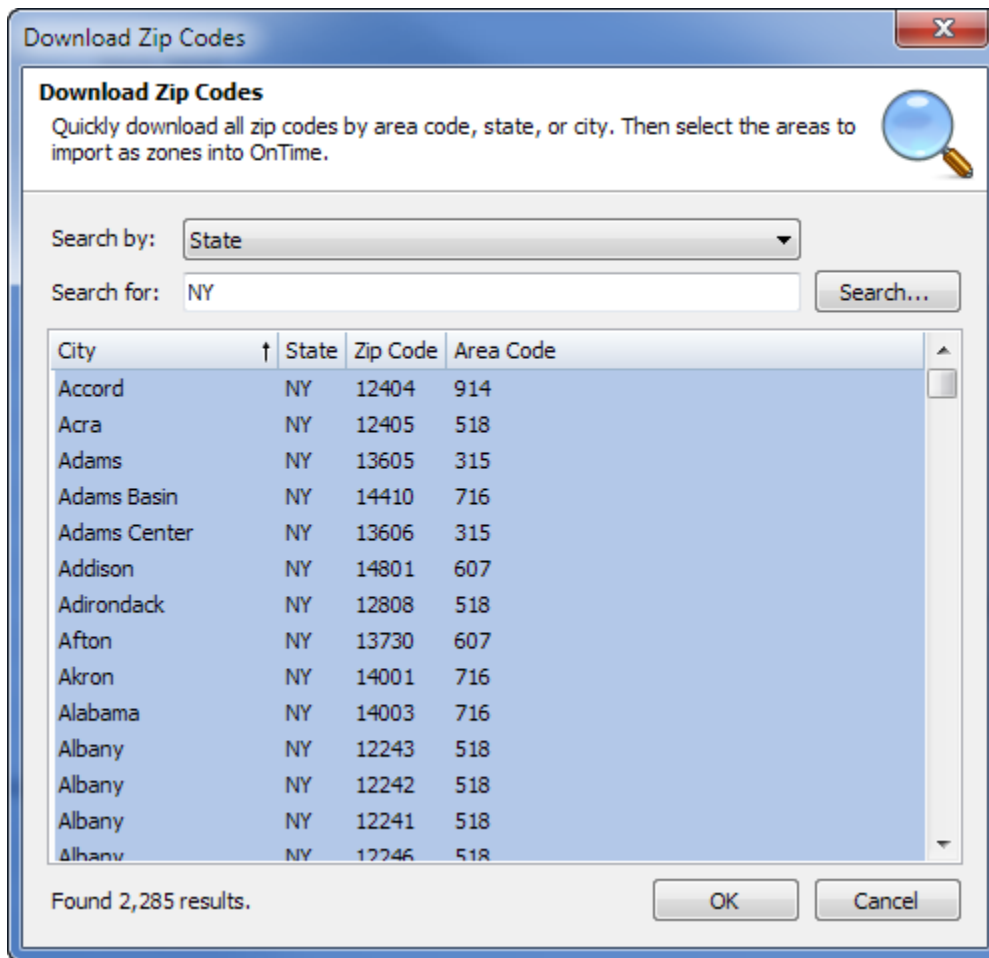 Download Zip Codes
Download Zip Codes
Quickly download all zip codes by area code, state, or city. Then select the areas to
import as zones into OnTime.
Search by: State
Search for: NY Search...
City ↑ State Zip Code Area Code
Accord NY 12404 914
Acra NY 12405 518
Adams NY 13605 315
Adams Basin NY 14410 716
Adams Center NY 13606 315
Addison NY 14801 607
Adirondack NY 12808 518
Afton NY 13730 607
Akron NY 14001 716
Alabama NY 14003 716
Albany NY 12243 518
Albany NY 12242 518
Albany NY 12241 518
Albany NY 12246 518
Found 2,285 results. OK Cancel